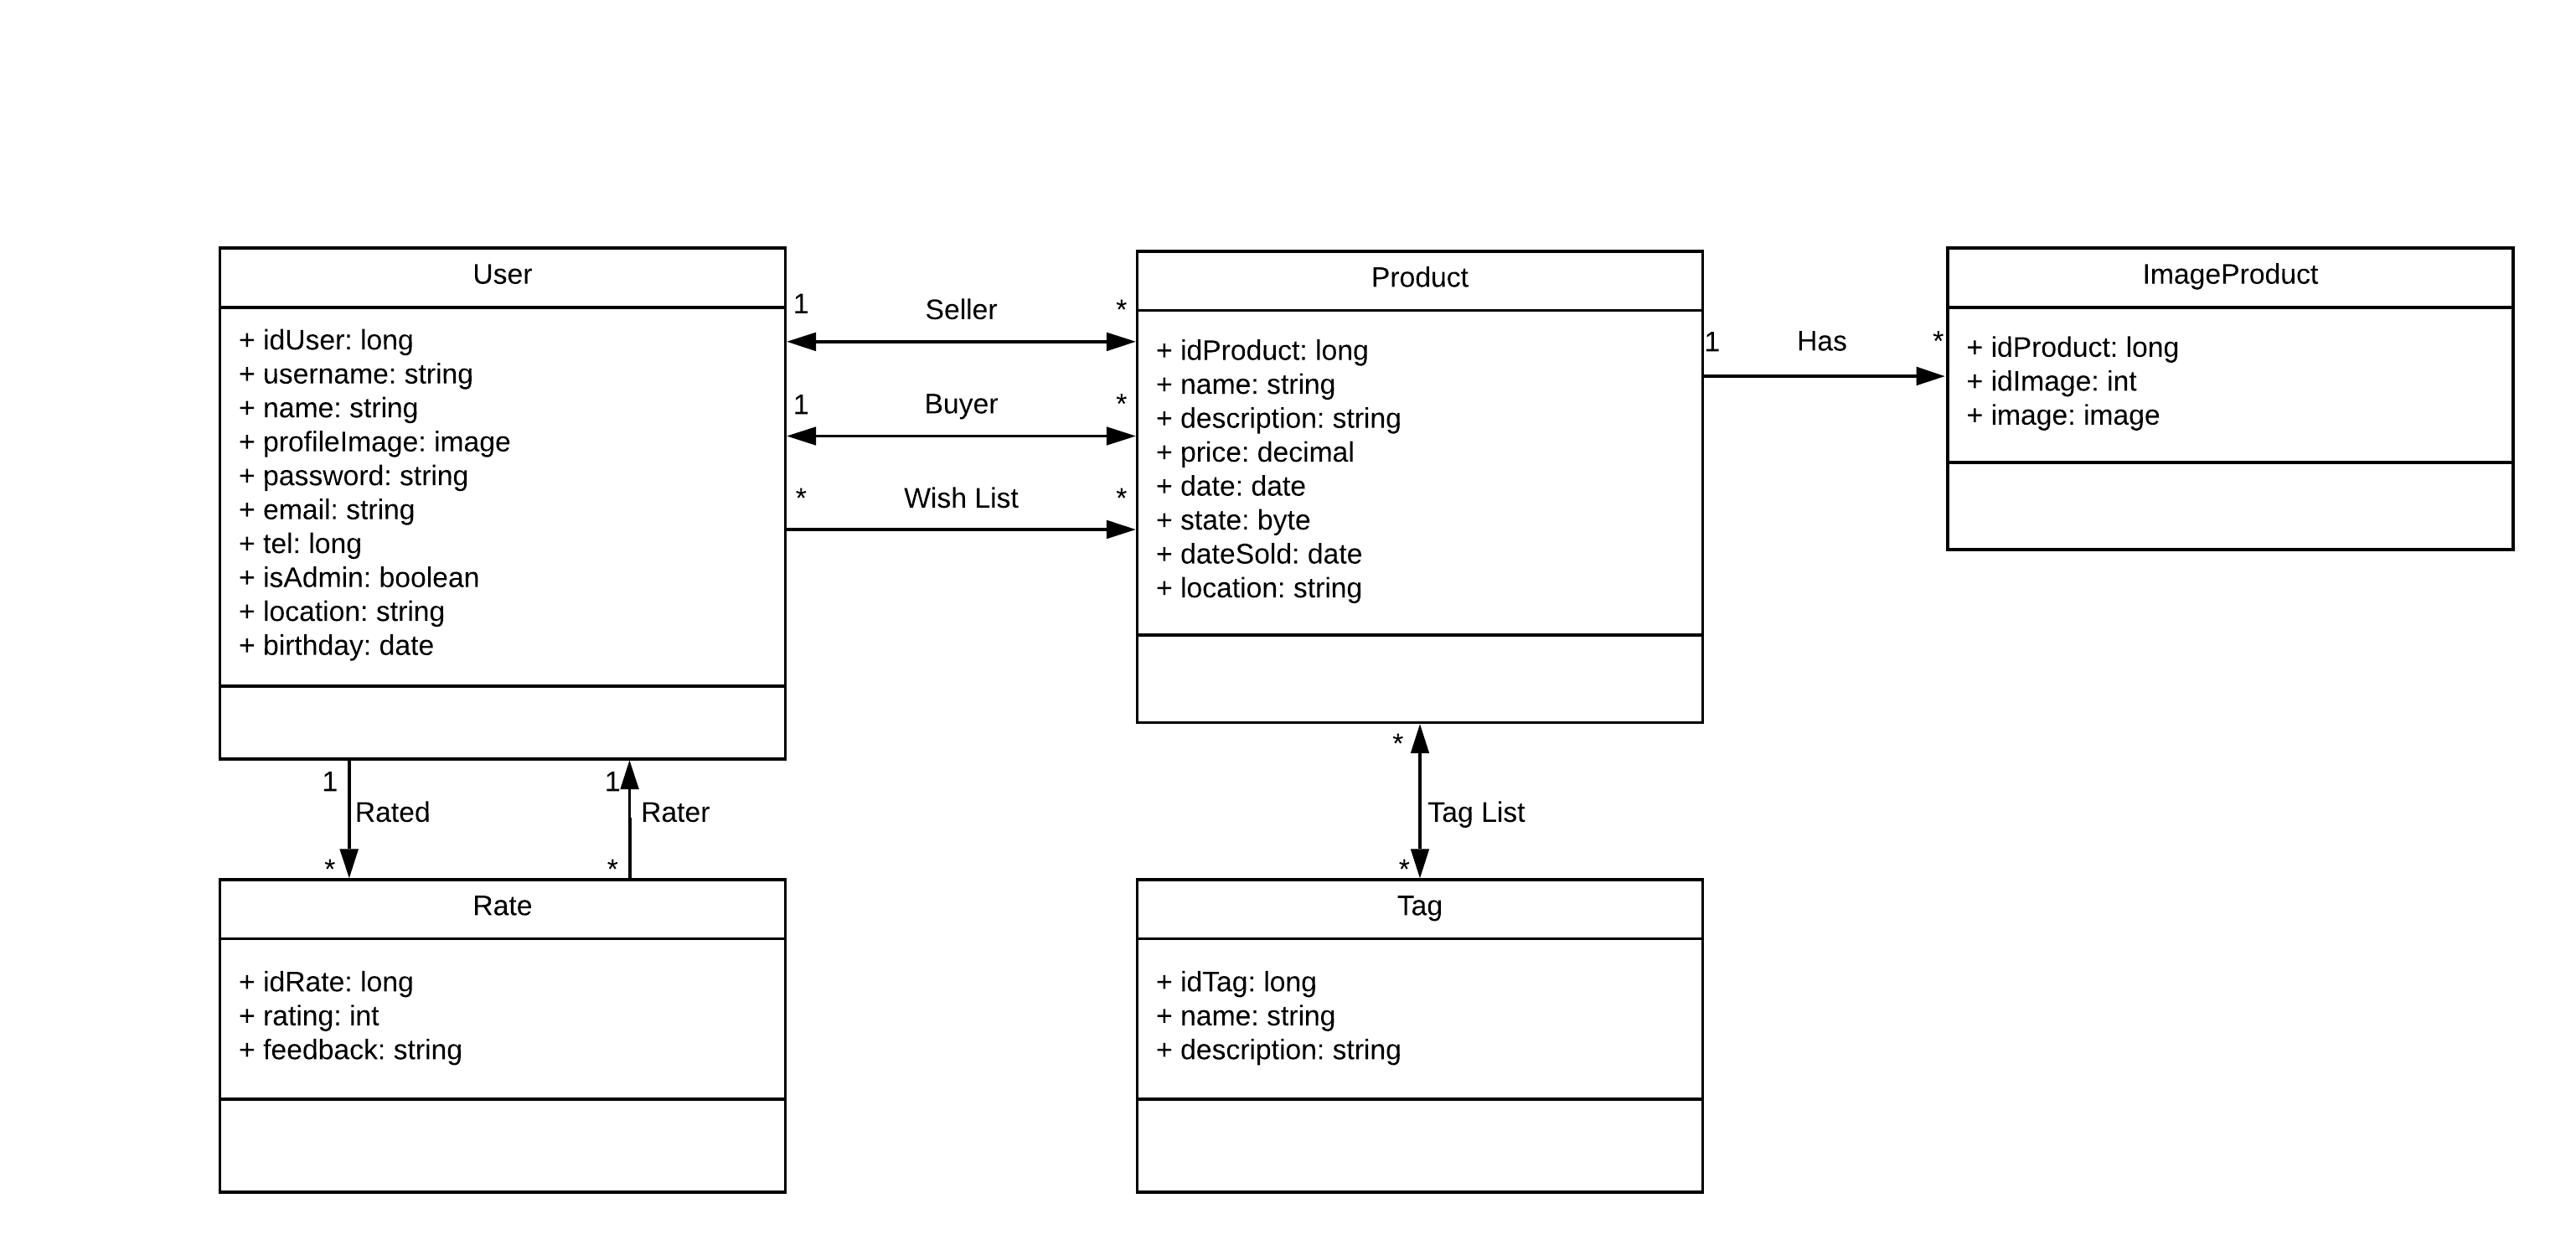 User
+ idUser: long
+ username: string
+ name: string
+ profileImage: image
+ password: string
+ email: string
+ tel: long
+ isAdmin: boolean
+ location: string
+ birthday: date
1
Seller
*
1
Buyer
*
*
Wish List
*
Product
+ idProduct: long
+ name: string
+ description: string
+ price: decimal
+ date: date
+ state: byte
+ dateSold: date
+ location: string
1
Has
*
ImageProduct
+ idProduct: long
+ idImage: int
+ image: image
1
Rated
*
1
Rater
*
*
Tag List
*
Rate
+ idRate: long
+ rating: int
+ feedback: string
Tag
+ idTag: long
+ name: string
+ description: string